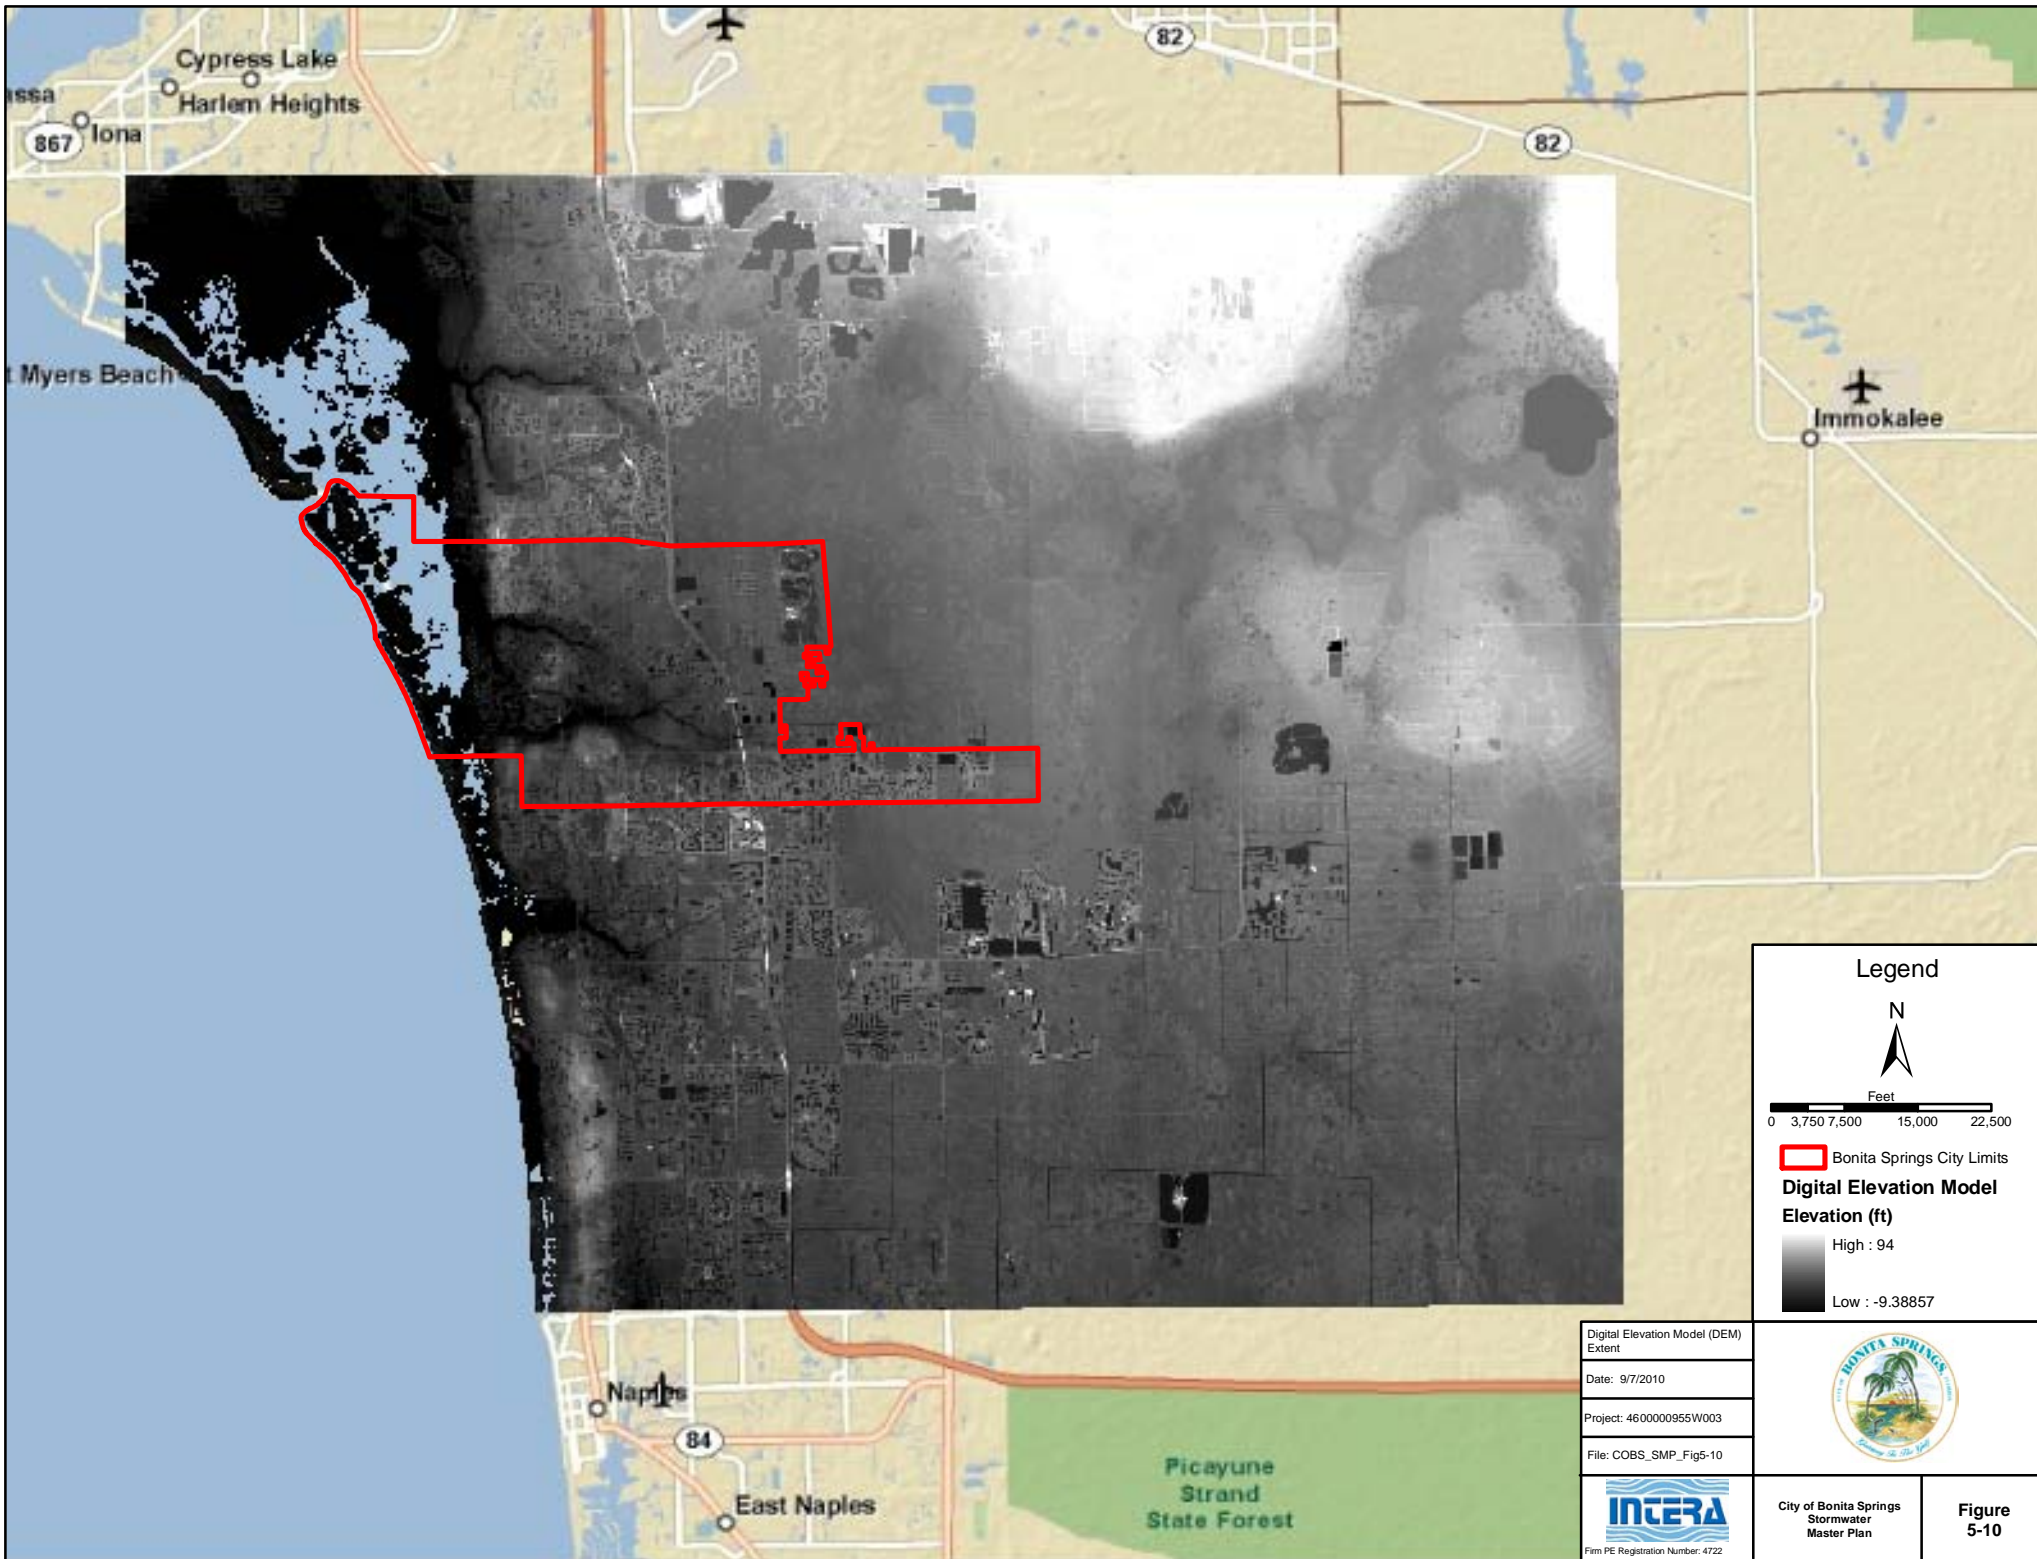 82
Cypress Lake
Harlem Heights
assa
Iona
867
82
t Myers Beach
Immokalee
Legend
N
Feet
0 3,750 7,500 15,000 22,500
Bonita Springs City Limits
Digital Elevation Model
Elevation (ft)
High : 94
Low : -9.38857
Digital Elevation Model (DEM)
Extent
Date: 9/7/2010
Project: 4600000955W003
File: COBS_SMP_Fig5-10
BONITA SPRINGS
INTERA
Firm PE Registration Number: 4722
City of Bonita Springs
Stormwater
Master Plan
Figure
5-10
Naples
84
East Naples
Picayune
Strand
State Forest